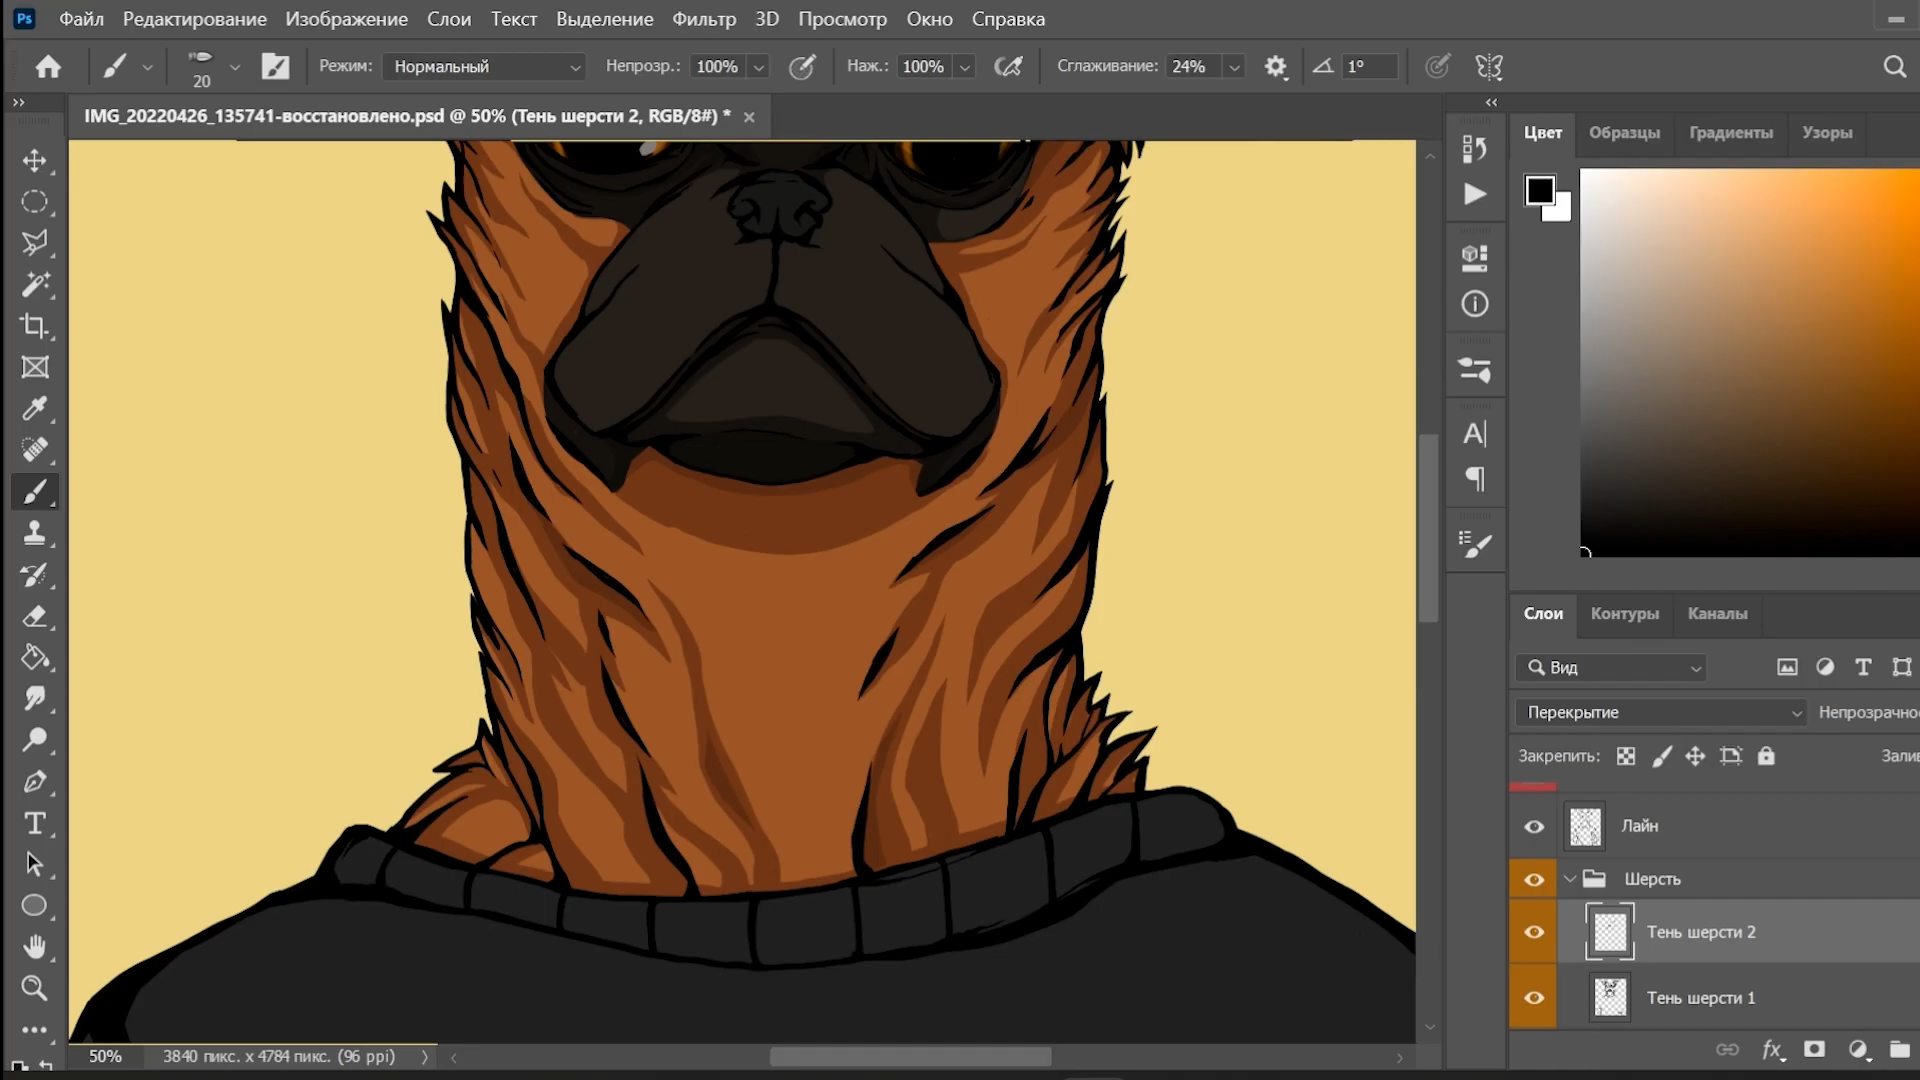 Ps Файл Редактирование Изображение Слои Текст Выделение Фильтр 3D Просмотр Окно Справка
20 Режим: Нормальный Непрозр.: 100% Наж.: 100% Сглаживание: 24% 1°
IMG_20220426_135741-восстановлено.psd @ 50% (Тень шерсти 2, RGB/8#) *
Цвет Образцы Градиенты Узоры
Слои Контуры Каналы
Вид
Перекрытие Непрозрачно
Закрепить: Залив
Лайн
Шерсть
Тень шерсти 2
Тень шерсти 1
50% 3840 пикс. x 4784 пикс. (96 ppi)